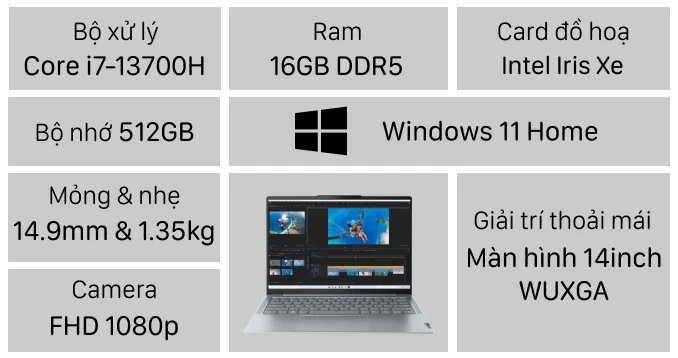 Bộ xử lý
Core i7-13700H
Ram
16GB DDR5
Card đồ hoạ
Intel Iris Xe
Bộ nhớ 512GB
Windows 11 Home
Mỏng & nhẹ
14.9mm & 1.35kg
Camera
FHD 1080p
Giải trí thoải mái
Màn hình 14inch
WUXGA